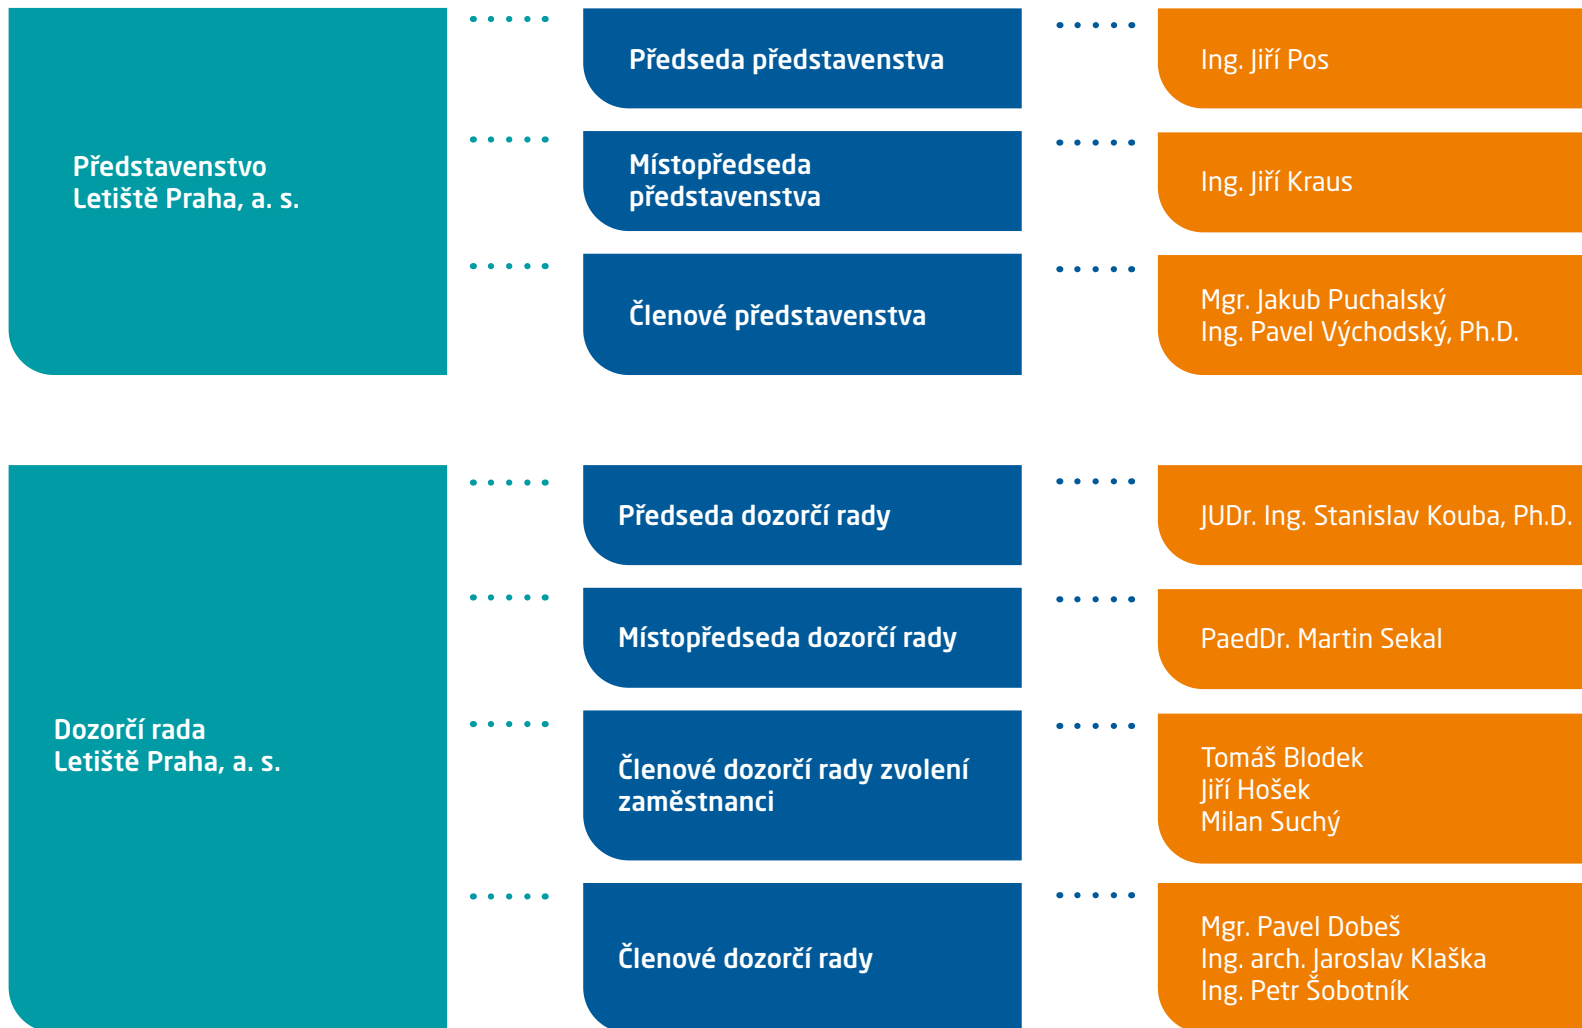 Představenstvo
Letiště Praha, a. s.
Předseda představenstva
Ing. Jiří Pos
Místopředseda
představenstva
Ing. Jiří Kraus
Členové představenstva
Mgr. Jakub Puchalský
Ing. Pavel Východský, Ph.D.
Dozorčí rada
Letiště Praha, a. s.
Předseda dozorčí rady
JUDr. Ing. Stanislav Kouba, Ph.D.
Místopředseda dozorčí rady
PaedDr. Martin Sekal
Členové dozorčí rady zvolení
zaměstnanci
Tomáš Blodek
Jiří Hošek
Milan Suchý
Členové dozorčí rady
Mgr. Pavel Dobeš
Ing. arch. Jaroslav Klaška
Ing. Petr Šobotník